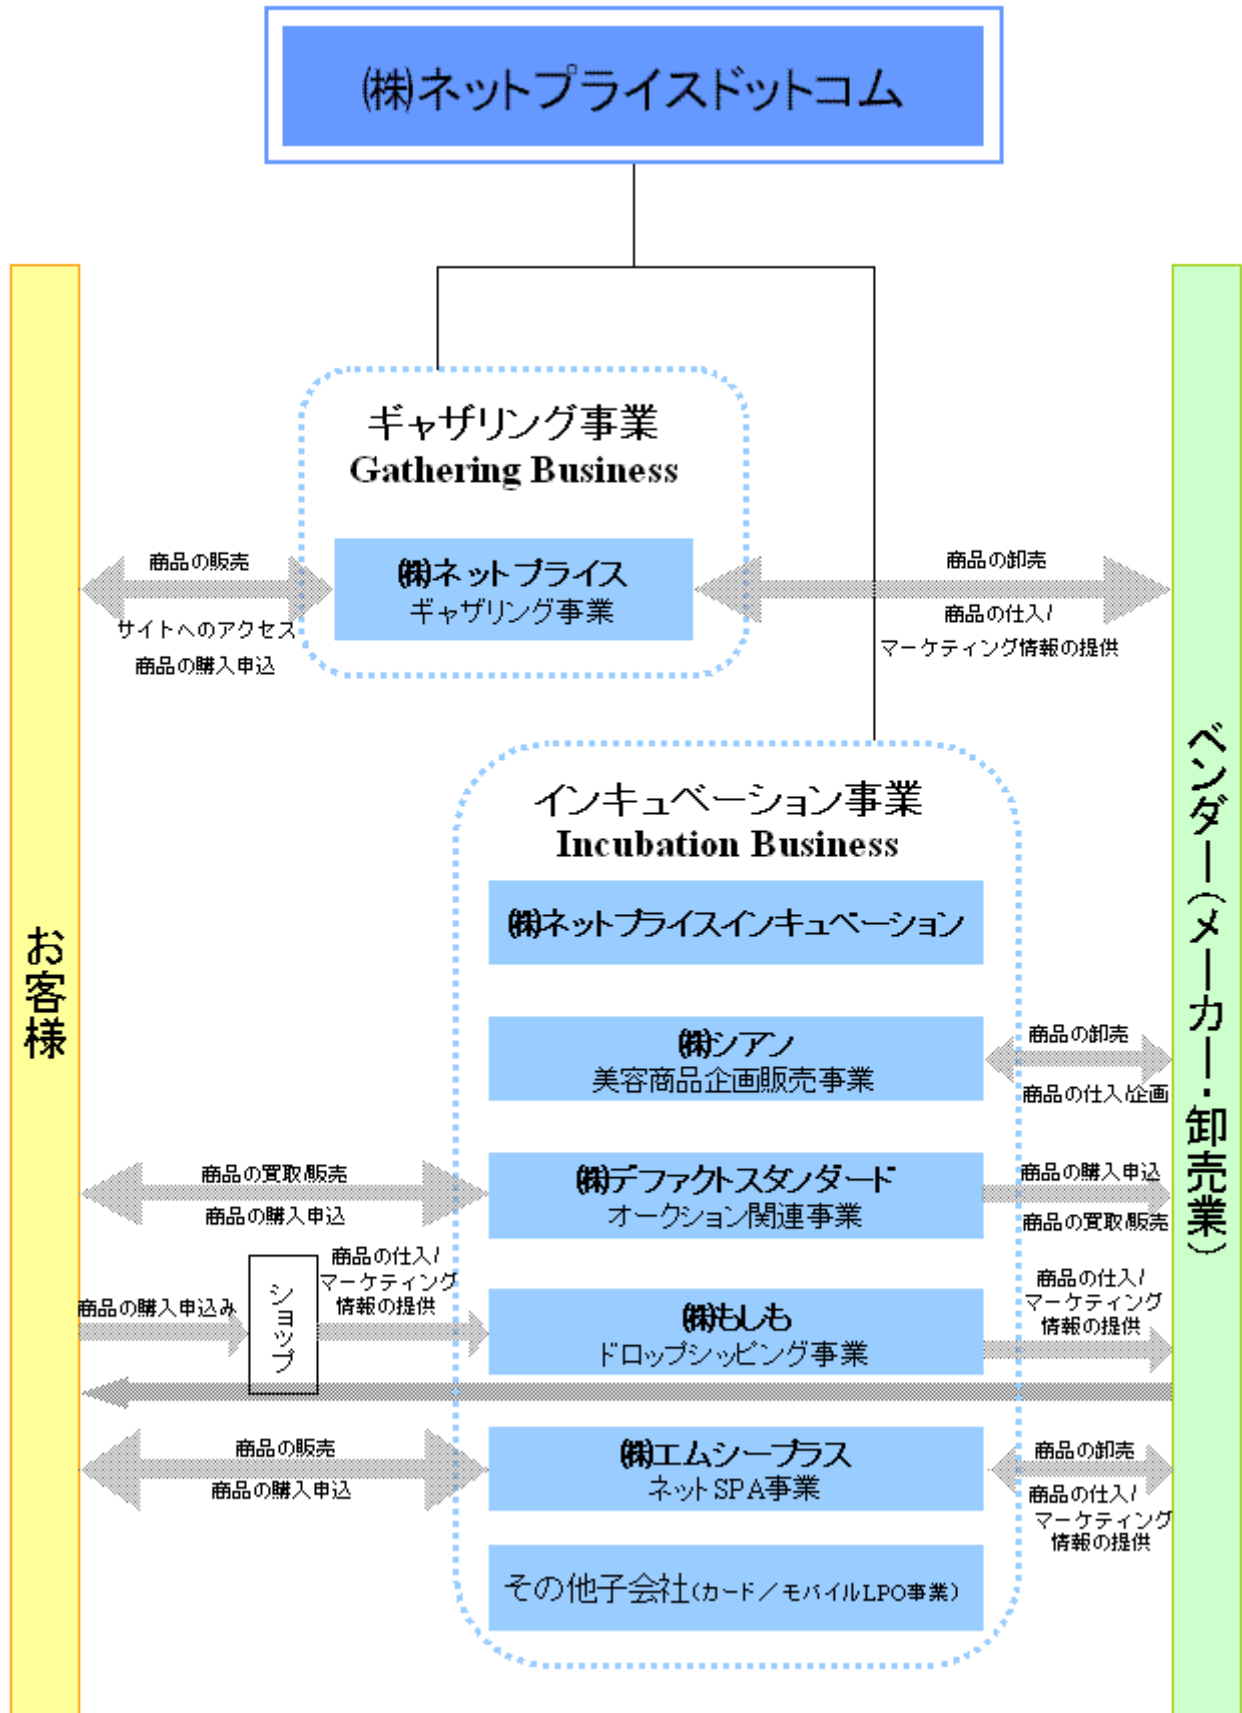 ㈱ネットプライスドットコム
ギャザリング事業
Gathering Business
商品の販売
㈱ネットプライス
ギャザリング事業
サイトへのアクセス
商品の購入申込
商品の卸売
商品の仕入/
マーケティング情報の提供
お客様
ベンダー(メーカー・卸売業)
インキュベーション事業
Incubation Business
㈱ネットプライスインキュベーション
㈱シアン
美容商品企画販売事業
商品の卸売
商品の仕入/企画
商品の買取/販売
商品の購入申込
㈱デファクトスタンダード
オークション関連事業
商品の購入申込
商品の買取/販売
商品の購入申込み
ショップ
商品の仕入/
マーケティング
情報の提供
㈱もしも
ドロップシッピング事業
商品の仕入/
マーケティング
情報の提供
商品の販売
商品の購入申込
㈱エムシープラス
ネットSPA事業
商品の卸売
商品の仕入/
マーケティング
情報の提供
その他子会社(カード／モバイルLPO事業)